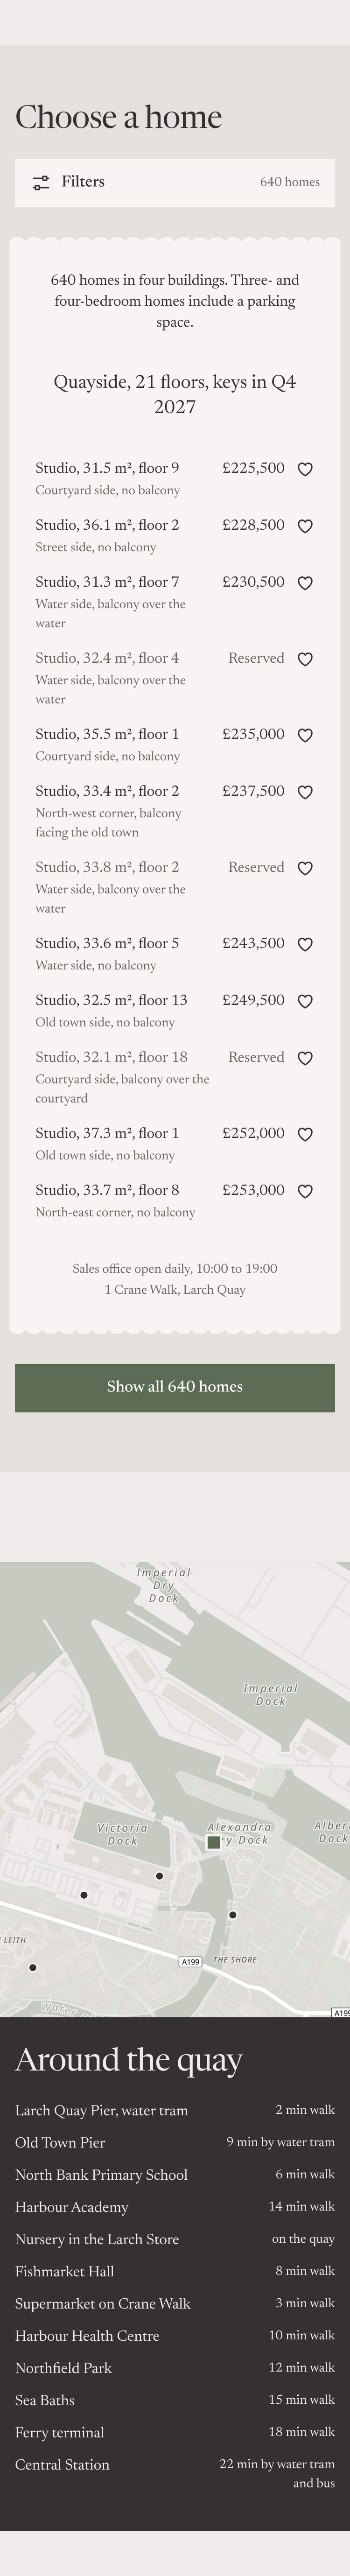 Choose a home
Filters
640 homes
640 homes in four buildings. Three- and
four-bedroom homes include a parking
space.
Quayside, 21 floors, keys in Q4
2027
Studio, 31.5 m², floor 9
£225,500
Courtyard side, no balcony
Studio, 36.1 m², floor 2
£228,500
Street side, no balcony
Studio, 31.3 m², floor 7
£230,500
Water side, balcony over the
water
Studio, 32.4 m², floor 4
Reserved
Water side, balcony over the
water
Studio, 35.5 m², floor 1
£235,000
Courtyard side, no balcony
Studio, 33.4 m², floor 2
£237,500
North-west corner, balcony
facing the old town
Studio, 33.8 m², floor 2
Reserved
Water side, balcony over the
water
Studio, 33.6 m², floor 5
£243,500
Water side, no balcony
Studio, 32.5 m², floor 13
£249,500
Old town side, no balcony
Studio, 32.1 m², floor 18
Reserved
Courtyard side, balcony over the
courtyard
Studio, 37.3 m², floor 1
£252,000
Old town side, no balcony
Studio, 33.7 m², floor 8
£253,000
North-east corner, no balcony
Sales office open daily, 10:00 to 19:00
1 Crane Walk, Larch Quay
Show all 640 homes
Imperial
Dry
Dock
Imperial
Dock
Victoria
Dock
Alexandra
ry Dock
Albert
Dock
LEITH
A199
THE SHORE
Water
A199
Around the quay
Larch Quay Pier, water tram
2 min walk
Old Town Pier
9 min by water tram
North Bank Primary School
6 min walk
Harbour Academy
14 min walk
Nursery in the Larch Store
on the quay
Fishmarket Hall
8 min walk
Supermarket on Crane Walk
3 min walk
Harbour Health Centre
10 min walk
Northfield Park
12 min walk
Sea Baths
15 min walk
Ferry terminal
18 min walk
Central Station
22 min by water tram
and bus